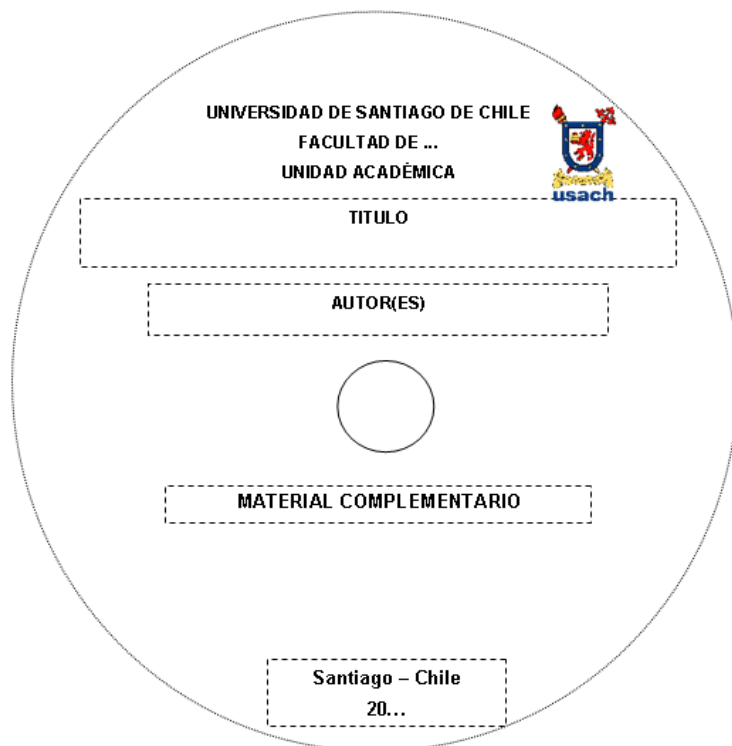 UNIVERSIDAD DE SANTIAGO DE CHILE
FACULTAD DE ...
UNIDAD ACADÉMICA
usach
TITULO
AUTOR(ES)
MATERIAL COMPLEMENTARIO
Santiago – Chile
20...